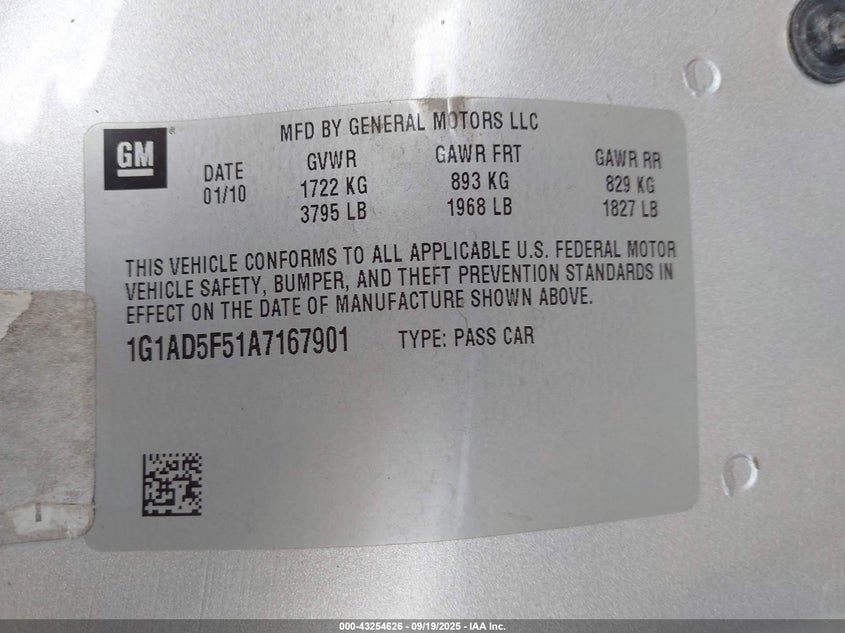 MFD BY GENERAL MOTORS LLC
GM®
DATE GVWR GAWR FRT GAWR RR
01/10 1722 KG 893 KG 829 KG
3795 LB 1968 LB 1827 LB
THIS VEHICLE CONFORMS TO ALL APPLICABLE U.S. FEDERAL MOTOR
VEHICLE SAFETY, BUMPER, AND THEFT PREVENTION STANDARDS IN
EFFECT ON THE DATE OF MANUFACTURE SHOWN ABOVE.
1G1AD5F51A7167901 TYPE: PASS CAR
000-43254626 - 09/19/2025 - IAA Inc.